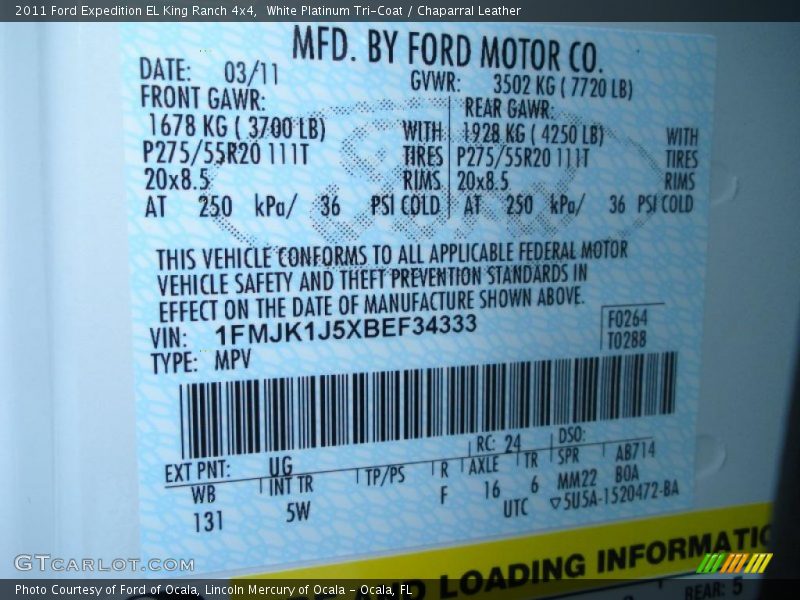 2011 Ford Expedition EL King Ranch 4x4,  White Platinum Tri-Coat / Chaparral Leather
MFD. BY FORD MOTOR CO.
DATE: 03/11 GVWR: 3502 KG ( 7720 LB)
FRONT GAWR: REAR GAWR:
1678 KG ( 3700 LB) WITH 1928 KG ( 4250 LB) WITH
P275/55R20 111T TIRES P275/55R20 111T TIRES
20x8.5 RIMS 20x8.5 RIMS
AT 250 kPa/ 36 PSI COLD AT 250 kPa/ 36 PSI COLD
THIS VEHICLE CONFORMS TO ALL APPLICABLE FEDERAL MOTOR
VEHICLE SAFETY AND THEFT PREVENTION STANDARDS IN
EFFECT ON THE DATE OF MANUFACTURE SHOWN ABOVE.
VIN: 1FMJK1J5XBEF34333 F0264
TYPE: MPV T0288
EXT PNT: UG RC: 24 DSO:
WB INT TR TP/PS R AXLE TR SPR AB714
131 5W F 16 6 MM22 BOA
UTC ▽5U5A-1520472-BA
AND LOADING INFORMATIO
REAR: 5
GTCARLOT.COM
Photo Courtesy of Ford of Ocala, Lincoln Mercury of Ocala - Ocala, FL